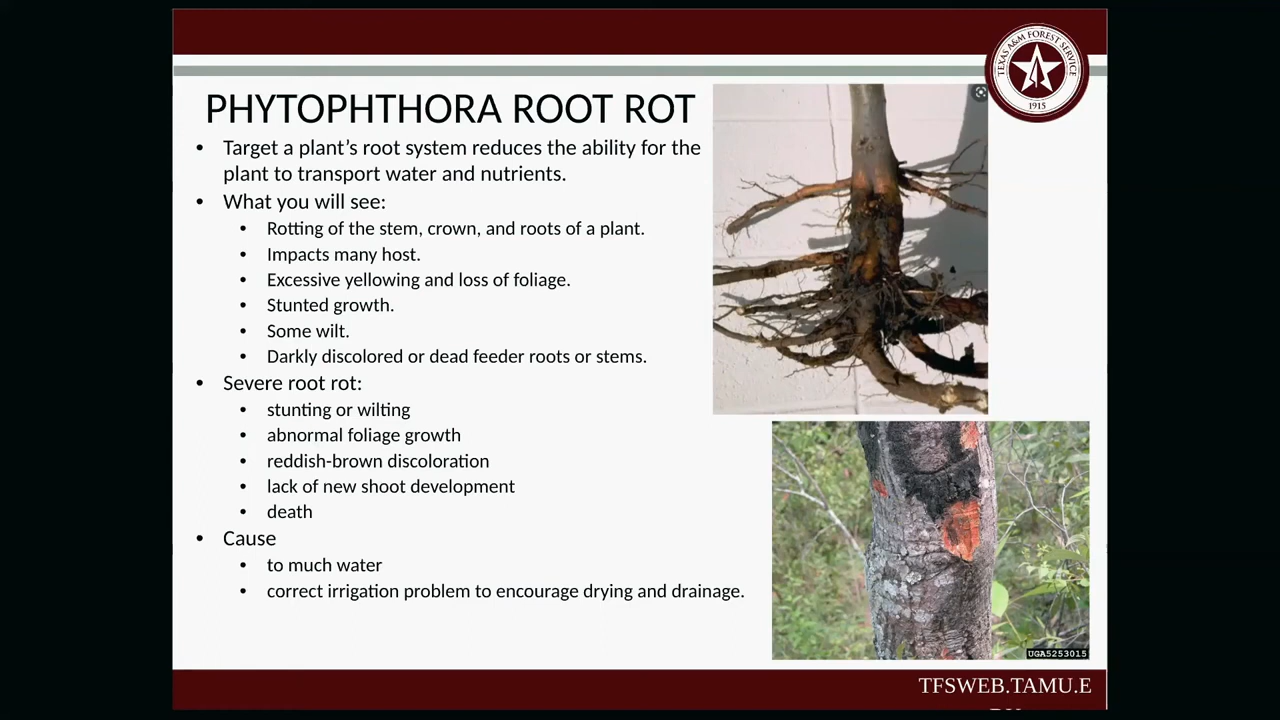 TEXAS A&M FOREST SERVICE
1915
PHYTOPHTHORA ROOT ROT
• Target a plant’s root system reduces the ability for the
plant to transport water and nutrients.
• What you will see:
• Rotting of the stem, crown, and roots of a plant.
• Impacts many host.
• Excessive yellowing and loss of foliage.
• Stunted growth.
• Some wilt.
• Darkly discolored or dead feeder roots or stems.
• Severe root rot:
• stunting or wilting
• abnormal foliage growth
• reddish-brown discoloration
• lack of new shoot development
• death
• Cause
• to much water
• correct irrigation problem to encourage drying and drainage.
UGA5253015
TFSWEB.TAMU.E